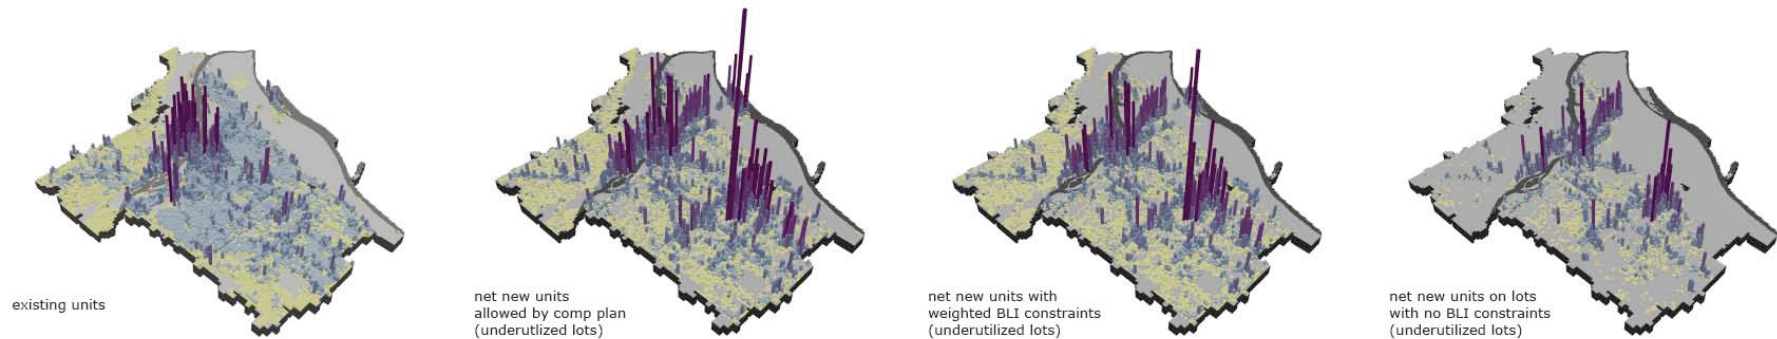 existing units
net new units
allowed by comp plan
(underutlized lots)
net new units with
weighted BLI constraints
(underutilized lots)
net new units on lots
with no BLI constraints
(underutilized lots)